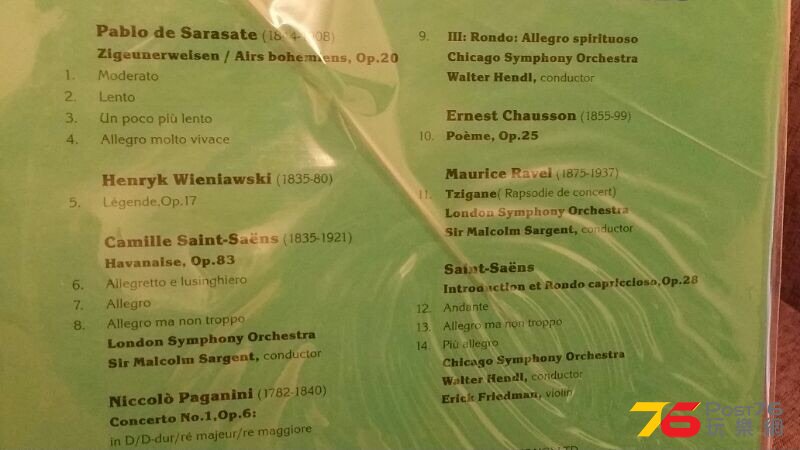 Pablo de Sarasate (1844-1908)
Zigeunerweisen / Airs bohemiens, Op.20
1. Moderato
2. Lento
3. Un poco più lento
4. Allegro molto vivace
Henryk Wieniawski (1835-80)
5. Légende,Op.17
Camille Saint-Saëns (1835-1921)
Havanaise, Op.83
6. Allegretto e lusinghiero
7. Allegro
8. Allegro ma non troppo
London Symphony Orchestra
Sir Malcolm Sargent, conductor
Niccolò Paganini (1782-1840)
Concerto No.1,Op.6:
in D/D-dur/ré majeur/re maggiore
9. III: Rondo: Allegro spirituoso
Chicago Symphony Orchestra
Walter Hendl, conductor
Ernest Chausson (1855-99)
10. Poème, Op.25
Maurice Ravel (1875-1937)
11. Tzigane( Rapsodie de concert)
London Symphony Orchestra
Sir Malcolm Sargent, conductor
Saint-Saëns
Introduction et Rondo capriccioso,Op.28
12. Andante
13. Allegro ma non troppo
14. Più allegro
Chicago Symphony Orchestra
Walter Hendl, conductor
Erick Friedman, violin
76 POST76
玩樂網